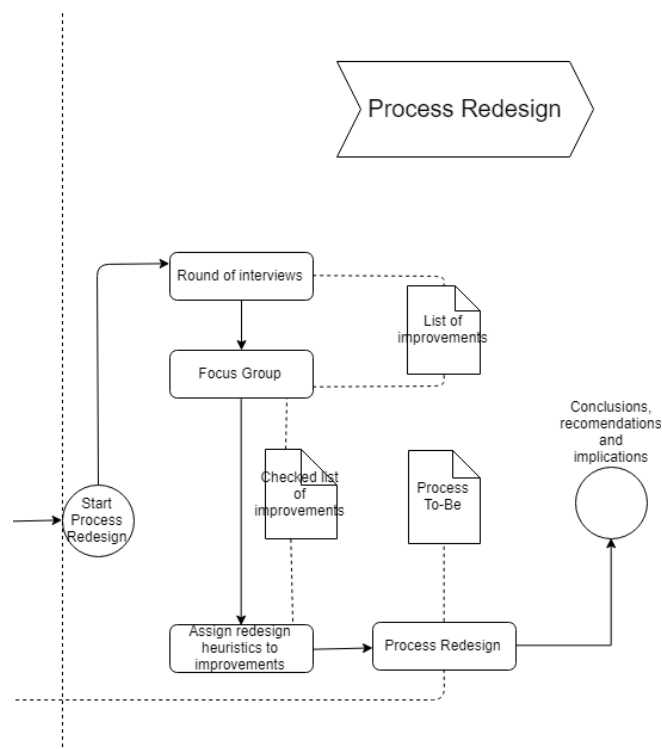 Process Redesign
Round of interviews
List of
improvements
Focus Group
Conclusions,
recomendations
and
implications
Checked list
of
improvements
Process
To-Be
Start
Process
Redesign
Assign redesign
heuristics to
improvements
Process Redesign